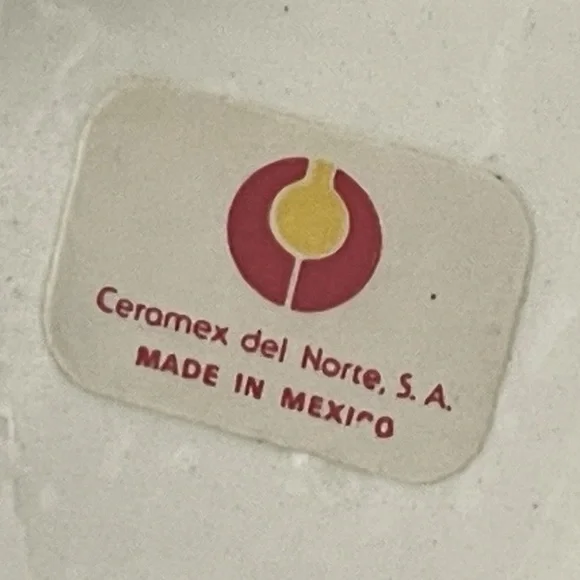 Ceramex del Norte, S. A.
MADE IN MEXICO